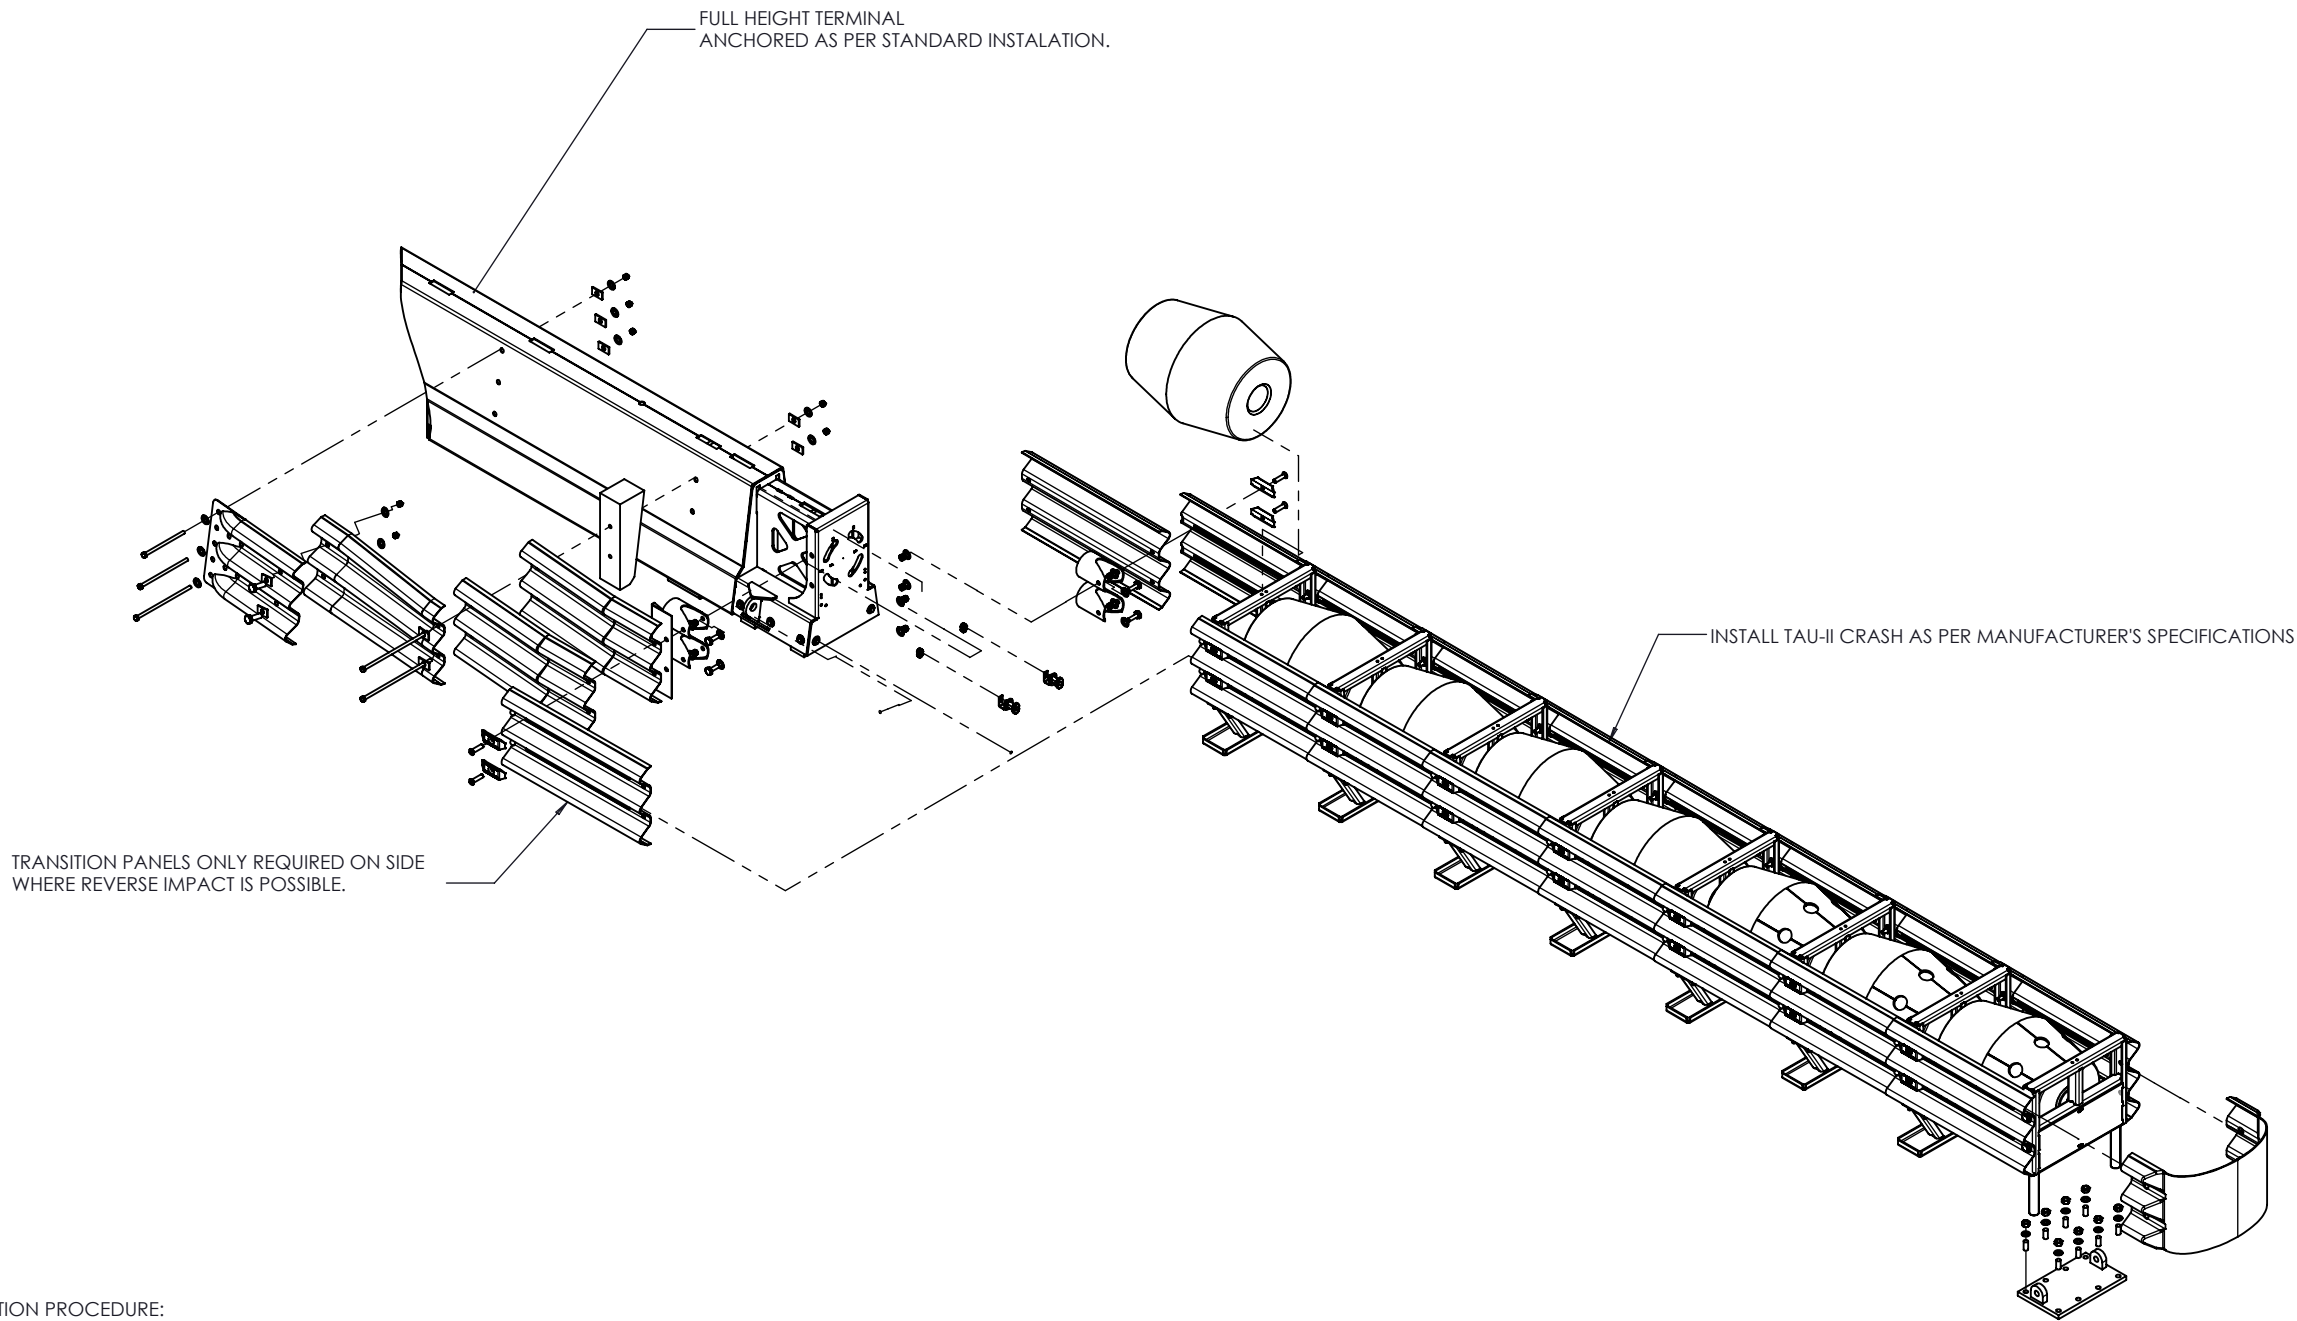 FULL HEIGHT TERMINAL
ANCHORED AS PER STANDARD INSTALATION.
INSTALL TAU-II CRASH AS PER MANUFACTURER'S SPECIFICATIONS
TRANSITION PANELS ONLY REQUIRED ON SIDE
WHERE REVERSE IMPACT IS POSSIBLE.
TION PROCEDURE: